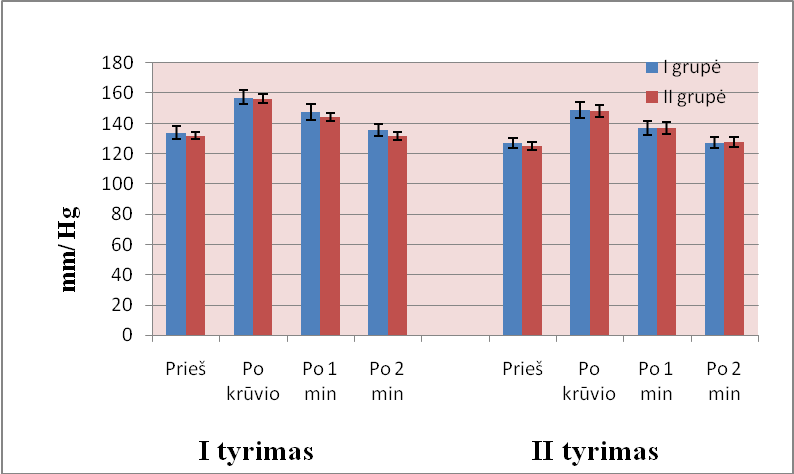 180
160
140
120
100
80
60
40
20
0
mm/ Hg
I grupė
II grupė
Prieš
Po krūvio
Po 1 min
Po 2 min
Prieš
Po krūvio
Po 1 min
Po 2 min
I tyrimas
II tyrimas